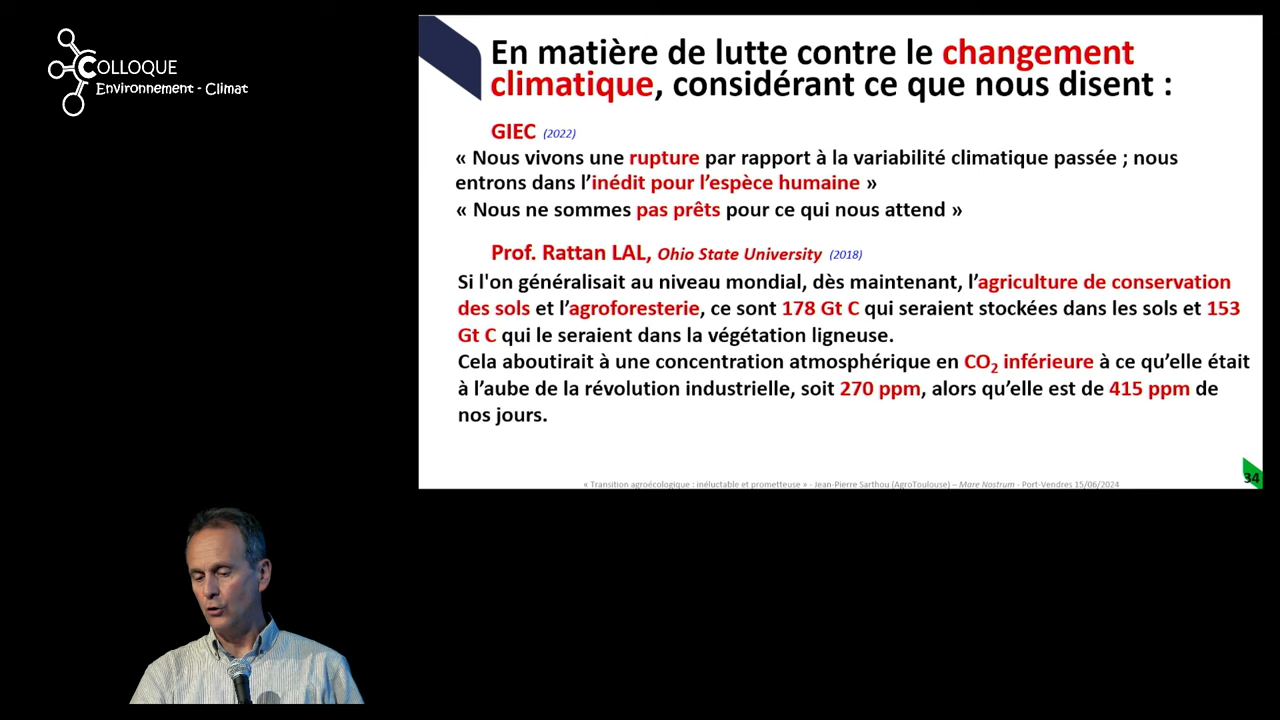 COLLOQUE
Environnement - Climat
En matière de lutte contre le changement
climatique, considérant ce que nous disent :
GIEC (2022)
« Nous vivons une rupture par rapport à la variabilité climatique passée ; nous
entrons dans l’inédit pour l’espèce humaine »
« Nous ne sommes pas prêts pour ce qui nous attend »
Prof. Rattan LAL, Ohio State University (2018)
Si l'on généralisait au niveau mondial, dès maintenant, l’agriculture de conservation
des sols et l’agroforesterie, ce sont 178 Gt C qui seraient stockées dans les sols et 153
Gt C qui le seraient dans la végétation ligneuse.
Cela aboutirait à une concentration atmosphérique en CO₂ inférieure à ce qu’elle était
à l’aube de la révolution industrielle, soit 270 ppm, alors qu’elle est de 415 ppm de
nos jours.
« Transition agroécologique : inéluctable et prometteuse » - Jean-Pierre Sarthou (AgroToulouse) – Mare Nostrum - Port-Vendres 15/06/2024
34